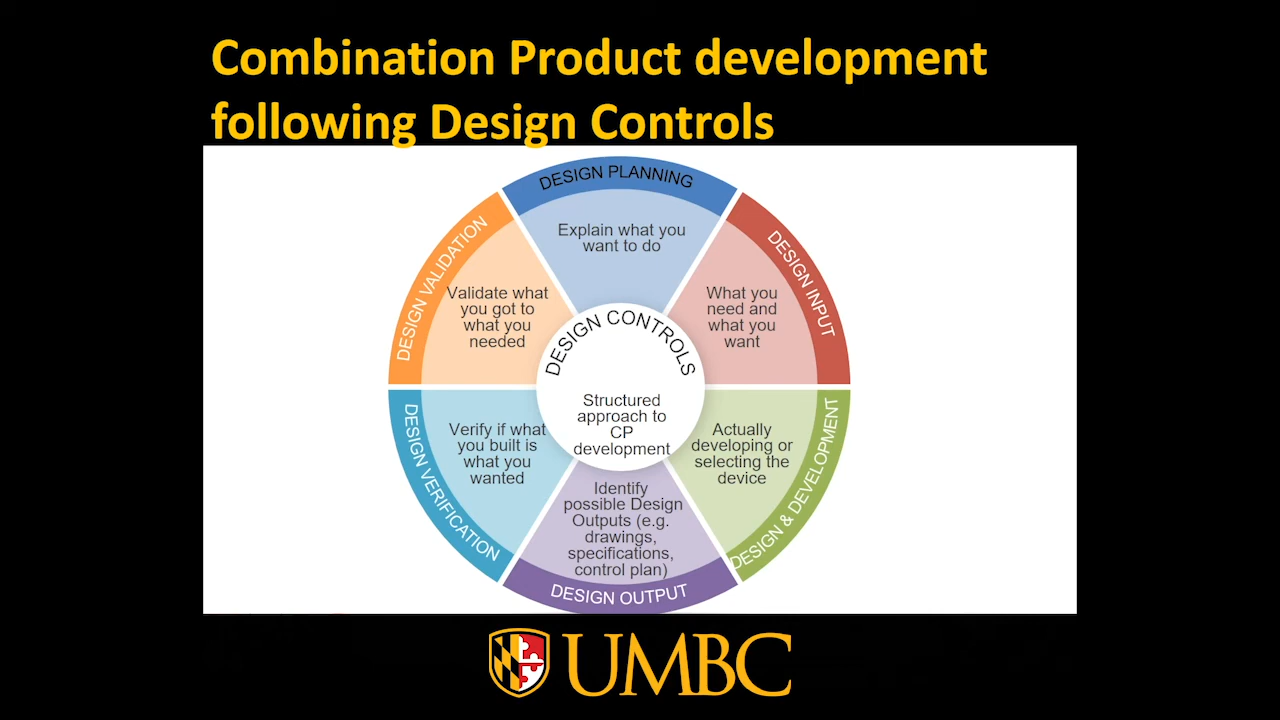 Combination Product development
following Design Controls
DESIGN PLANNING
Explain what you
want to do
DESIGN INPUT
What you
need and
what you
want
DESIGN & DEVELOPMENT
Actually
developing or
selecting the
device
DESIGN OUTPUT
Identify
possible Design
Outputs (e.g.
drawings,
specifications,
control plan)
DESIGN VERIFICATION
Verify if what
you built is
what you
wanted
DESIGN VALIDATION
Validate what
you got to
what you
needed
DESIGN CONTROLS
Structured
approach to
CP
development
UMBC